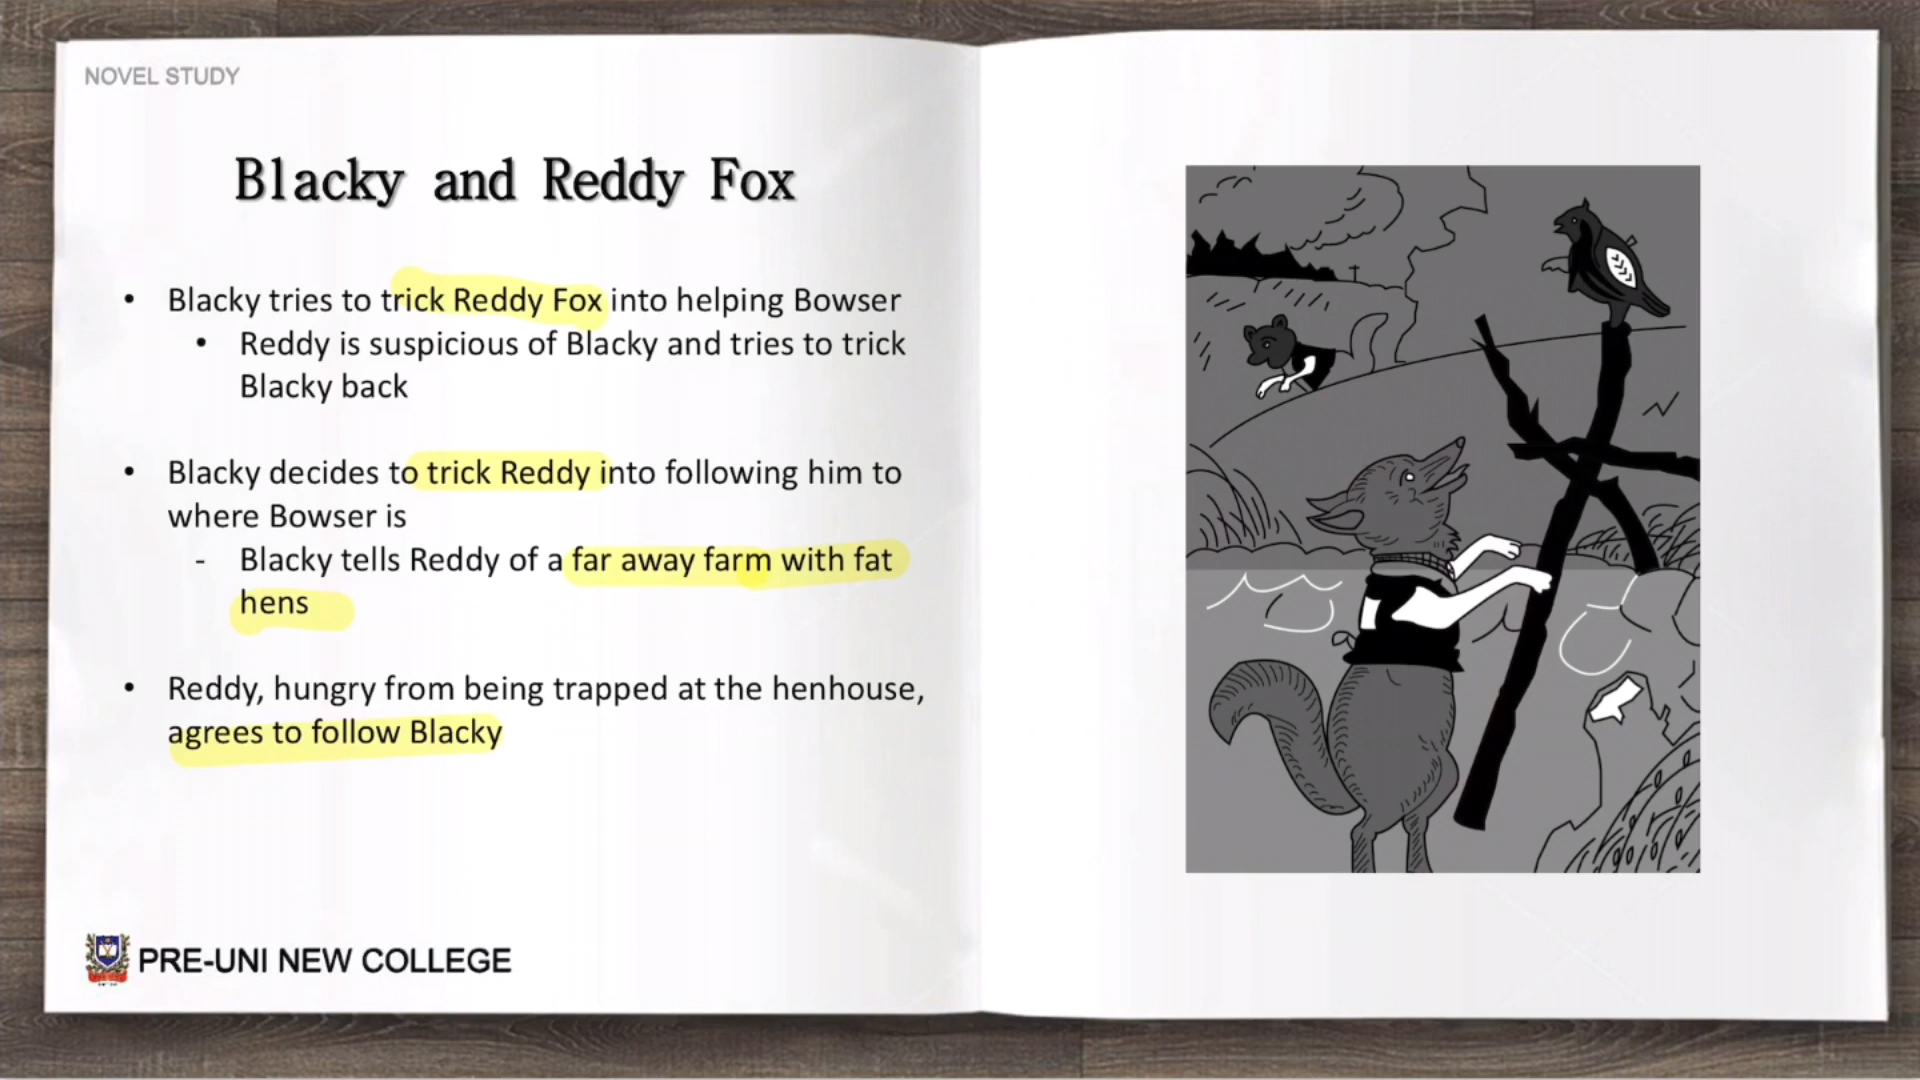 NOVEL STUDY
Blacky and Reddy Fox
• Blacky tries to trick Reddy Fox into helping Bowser
• Reddy is suspicious of Blacky and tries to trick
Blacky back
• Blacky decides to trick Reddy into following him to
where Bowser is
- Blacky tells Reddy of a far away farm with fat
hens
• Reddy, hungry from being trapped at the henhouse,
agrees to follow Blacky
PRE-UNI NEW COLLEGE